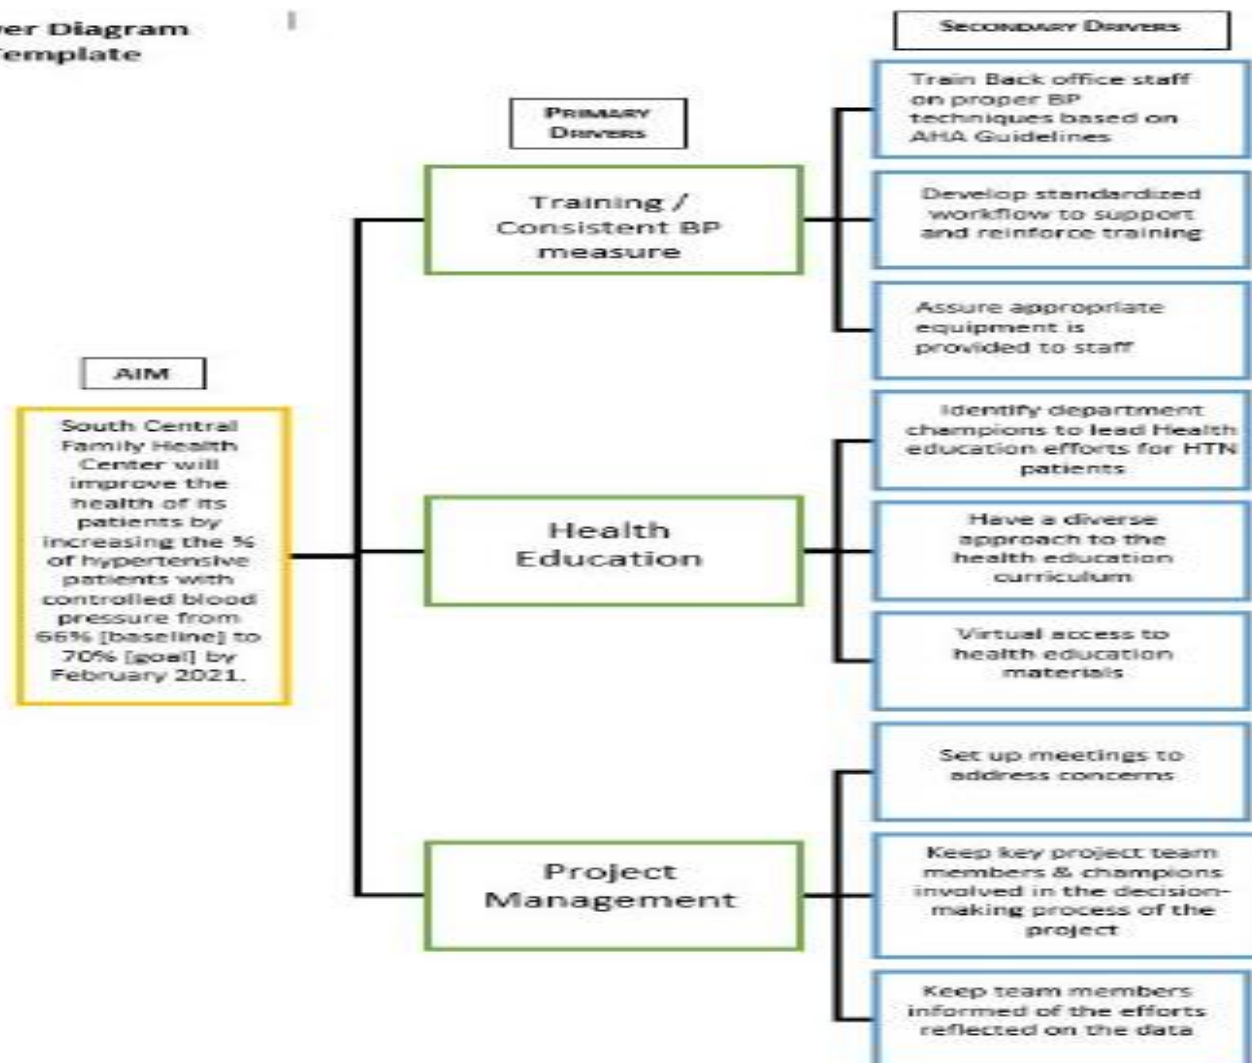 ver Diagram
Template
SECONDARY DRIVERS
PRIMARY
DRIVERS
AIM
South Central
Family Health
Center will
improve the
health of its
patients by
increasing the %
of hypertensive
patients with
controlled blood
pressure from
66% [baseline] to
70% [goal] by
February 2021.
Training /
Consistent BP
measure
Train Back office staff
on proper BP
techniques based on
AHA Guidelines
Develop standardized
workflow to support
and reinforce training
Assure appropriate
equipment is
provided to staff
Health
Education
Identify department
champions to lead Health
education efforts for HTN
patients
Have a diverse
approach to the
health education
curriculum
Virtual access to
health education
materials
Project
Management
Set up meetings to
address concerns
Keep key project team
members & champions
involved in the decision-
making process of the
project
Keep team members
informed of the efforts
reflected on the data